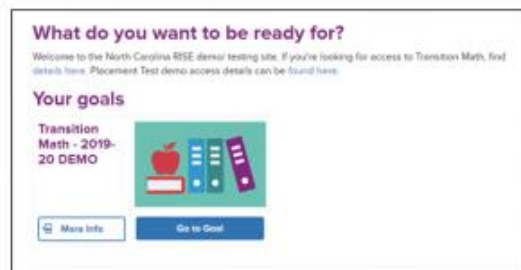 What do you want to be ready for?
Welcome to the North Carolina RISE demo/ testing site. If you're looking for access to Transition Math, find
details here. Placement Test demo access details can be found here.
Your goals
Transition
Math - 2019-
20 DEMO
More Info
Go to Goal